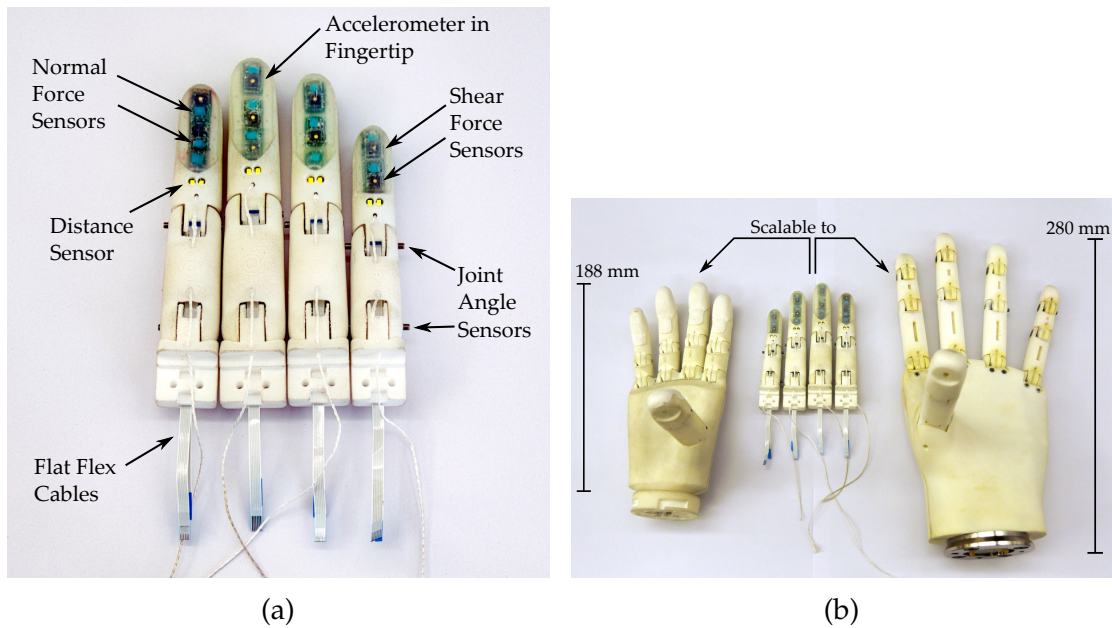 Accelerometer in
Fingertip
Normal
Force
Sensors
Shear
Force
Sensors
Distance
Sensor
Joint
Angle
Sensors
Flat Flex
Cables
(a)
Scalable to
188 mm
280 mm
(b)